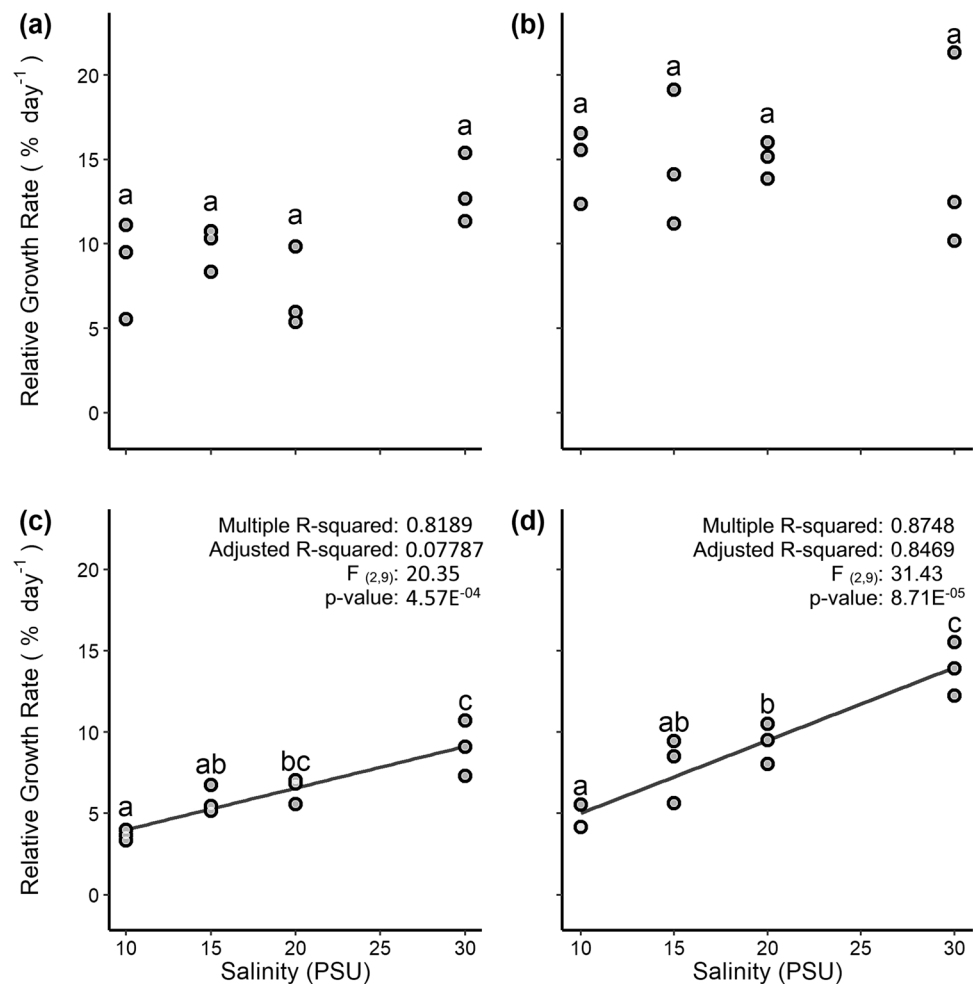 (a)
(b)
Relative Growth Rate ( % day-1 )
20
15
10
5
0
a
a
a
a
a
a
a
a
(c)
(d)
Multiple R-squared: 0.8189
Adjusted R-squared: 0.07787
F (2,9): 20.35
p-value: 4.57E-04
Multiple R-squared: 0.8748
Adjusted R-squared: 0.8469
F (2,9): 31.43
p-value: 8.71E-05
Relative Growth Rate ( % day-1 )
20
15
10
5
0
a
ab
bc
c
a
ab
b
c
10 15 20 30
10 15 20 30
Salinity (PSU)
Salinity (PSU)